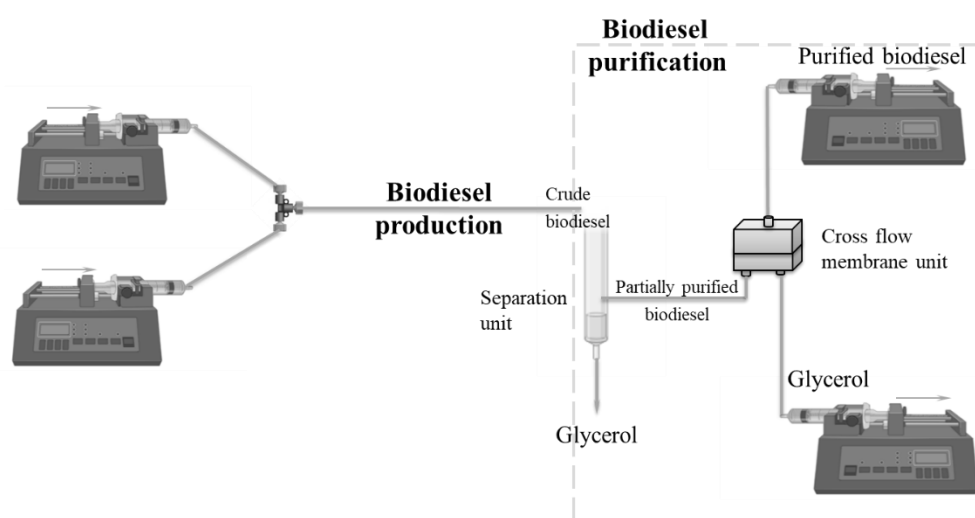 Biodiesel
purification
Purified biodiesel
Biodiesel
production
Crude
biodiesel
Cross flow
membrane unit
Separation
unit
Partially purified
biodiesel
Glycerol
Glycerol